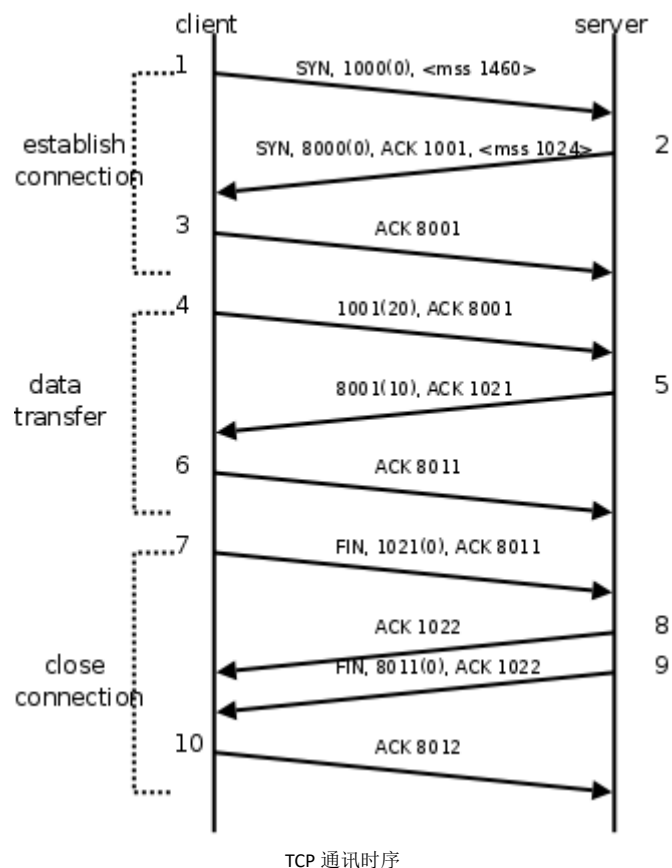 client
server
1
SYN, 1000(0), <mss 1460>
establish
connection
SYN, 8000(0), ACK 1001, <mss 1024>
2
3
ACK 8001
4
1001(20), ACK 8001
data
transfer
8001(10), ACK 1021
5
6
ACK 8011
7
FIN, 1021(0), ACK 8011
ACK 1022
8
close
connection
FIN, 8011(0), ACK 1022
9
10
ACK 8012
TCP 通讯时序